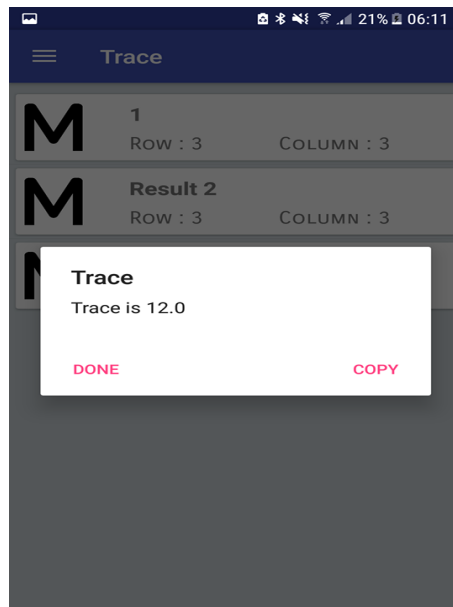 21% 06:11
Trace
M
1
Row : 3 Column : 3
M
Result 2
Row : 3 Column : 3
Trace
Trace is 12.0
DONE COPY